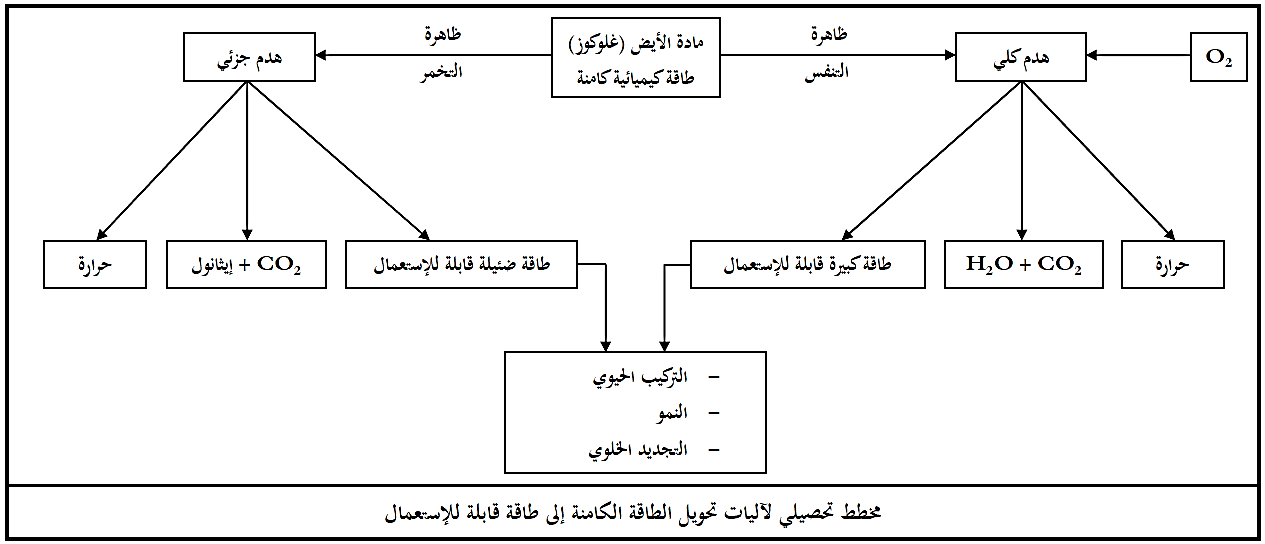 مادة الأيض (غلوكوز)
طاقة كيميائية كامنة
ظاهرة
التنفس
هدم كلي
O₂
ظاهرة
التخمر
هدم جزئي
حرارة
H₂O + CO₂
طاقة كبيرة قابلة للإستعمال
طاقة ضئيلة قابلة للإستعمال
إيثانول + CO₂
حرارة
– التركيب الحيوي
– النمو
– التجديد الخلوي
مخطط تحصيلي لآليات تحويل الطاقة الكامنة إلى طاقة قابلة للإستعمال